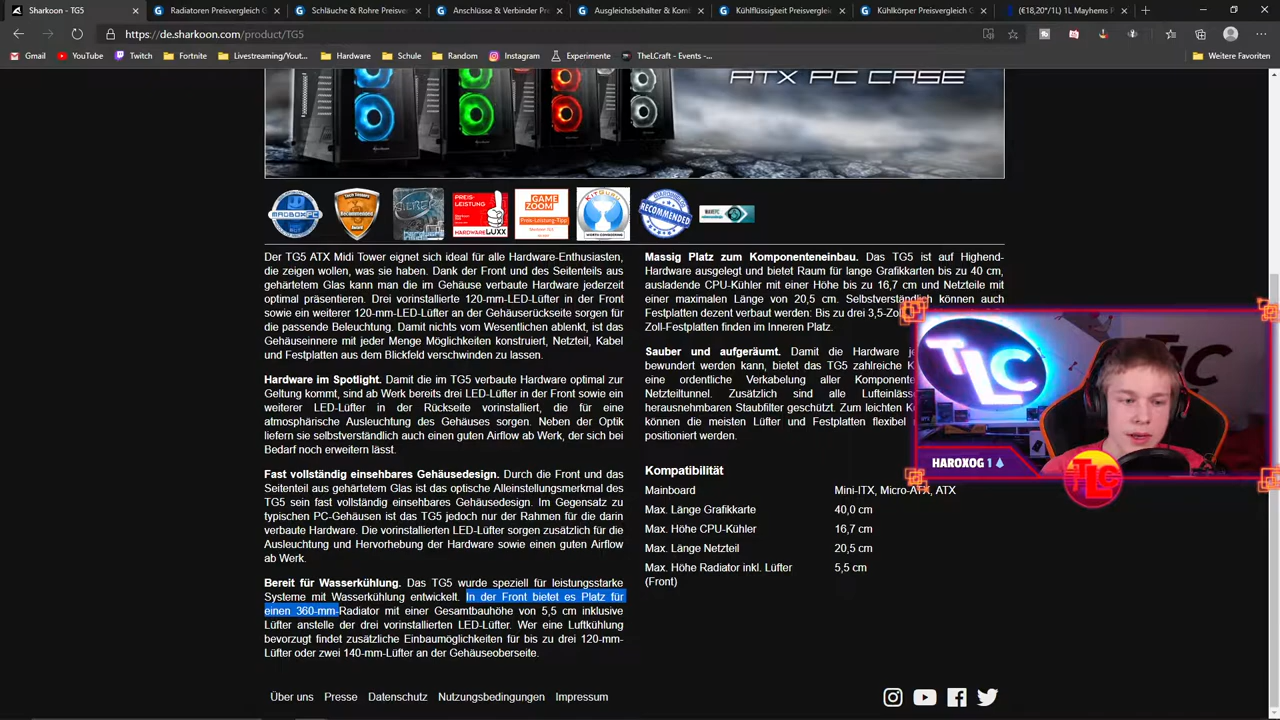 Sharkoon - TG5
Radiatoren Preisvergleich G
Schläuche & Rohre Preisver
Anschlüsse & Verbinder Pre
Ausgleichsbehälter & Komb
Kühlflüssigkeit Preisverglei
Kühlkörper Preisvergleich G
(€18,20*/1L) 1L Mayhems P
https://de.sharkoon.com/product/TG5
Gmail
YouTube
Twitch
Fortnite
Livestreaming/Yout...
Hardware
Schule
Random
Instagram
Experimente
TheLCraft - Events -...
Weitere Favoriten
ATX PC CASE
MADBOXPC
Recommended
PREIS-
LEISTUNG
HARDWARELUXX
GAME
ZOOM
Preis-Leistung-Tipp
KITGURU
WORTH CONSIDERING
RECOMMENDED
Der TG5 ATX Midi Tower eignet sich ideal für alle Hardware-Enthusiasten,
die zeigen wollen, was sie haben. Dank der Front und des Seitenteils aus
gehärtetem Glas kann man die im Gehäuse verbaute Hardware jederzeit
optimal präsentieren. Drei vorinstallierte 120-mm-LED-Lüfter in der Front
sowie ein weiterer 120-mm-LED-Lüfter an der Gehäuserückseite sorgen für
die passende Beleuchtung. Damit nichts vom Wesentlichen ablenkt, ist das
Gehäuseinnere mit jeder Menge Möglichkeiten konstruiert, Netzteil, Kabel
und Festplatten aus dem Blickfeld verschwinden zu lassen.
Hardware im Spotlight. Damit die im TG5 verbaute Hardware optimal zur
Geltung kommt, sind ab Werk bereits drei LED-Lüfter in der Front sowie ein
weiterer LED-Lüfter in der Rückseite vorinstalliert, die für eine
atmosphärische Ausleuchtung des Gehäuses sorgen. Neben der Optik
liefern sie selbstverständlich auch einen guten Airflow ab Werk, der sich bei
Bedarf noch erweitern lässt.
Fast vollständig einsehbares Gehäusedesign. Durch die Front und das
Seitenteil aus gehärtetem Glas ist das optische Alleinstellungsmerkmal des
TG5 sein fast vollständig einsehbares Gehäusedesign. Im Gegensatz zu
typischen PC-Gehäusen ist das TG5 jedoch nur der Rahmen für die darin
verbaute Hardware. Die vorinstallierten LED-Lüfter sorgen zusätzlich für die
Ausleuchtung und Hervorhebung der Hardware sowie einen guten Airflow
ab Werk.
Bereit für Wasserkühlung. Das TG5 wurde speziell für leistungsstarke
Systeme mit Wasserkühlung entwickelt. In der Front bietet es Platz für
einen 360-mm-Radiator mit einer Gesamtbauhöhe von 5,5 cm inklusive
Lüfter anstelle der drei vorinstallierten LED-Lüfter. Wer eine Luftkühlung
bevorzugt findet zusätzliche Einbaumöglichkeiten für bis zu drei 120-mm-
Lüfter oder zwei 140-mm-Lüfter an der Gehäuseoberseite.
Massig Platz zum Komponenteneinbau. Das TG5 ist auf Highend-
Hardware ausgelegt und bietet Raum für lange Grafikkarten bis zu 40 cm,
ausladende CPU-Kühler mit einer Höhe bis zu 16,7 cm und Netzteile mit
einer maximalen Länge von 20,5 cm. Selbstverständlich können auch
Festplatten dezent verbaut werden: Bis zu drei 3,5-Zo
Zoll-Festplatten finden im Inneren Platz.
Sauber und aufgeräumt. Damit die Hardware je
bewundert werden kann, bietet das TG5 zahlreiche K
eine ordentliche Verkabelung aller Komponente
Netzteiltunnel. Zusätzlich sind alle Lufteinläss
herausnehmbaren Staubfilter geschützt. Zum leichten K
können die meisten Lüfter und Festplatten flexibel
positioniert werden.
Kompatibilität
Mainboard Mini-ITX, Micro-ATX, ATX
Max. Länge Grafikkarte 40,0 cm
Max. Höhe CPU-Kühler 16,7 cm
Max. Länge Netzteil 20,5 cm
Max. Höhe Radiator inkl. Lüfter 5,5 cm
(Front)
TLC
HAROXOG 1
TLC
Über uns Presse Datenschutz Nutzungsbedingungen Impressum